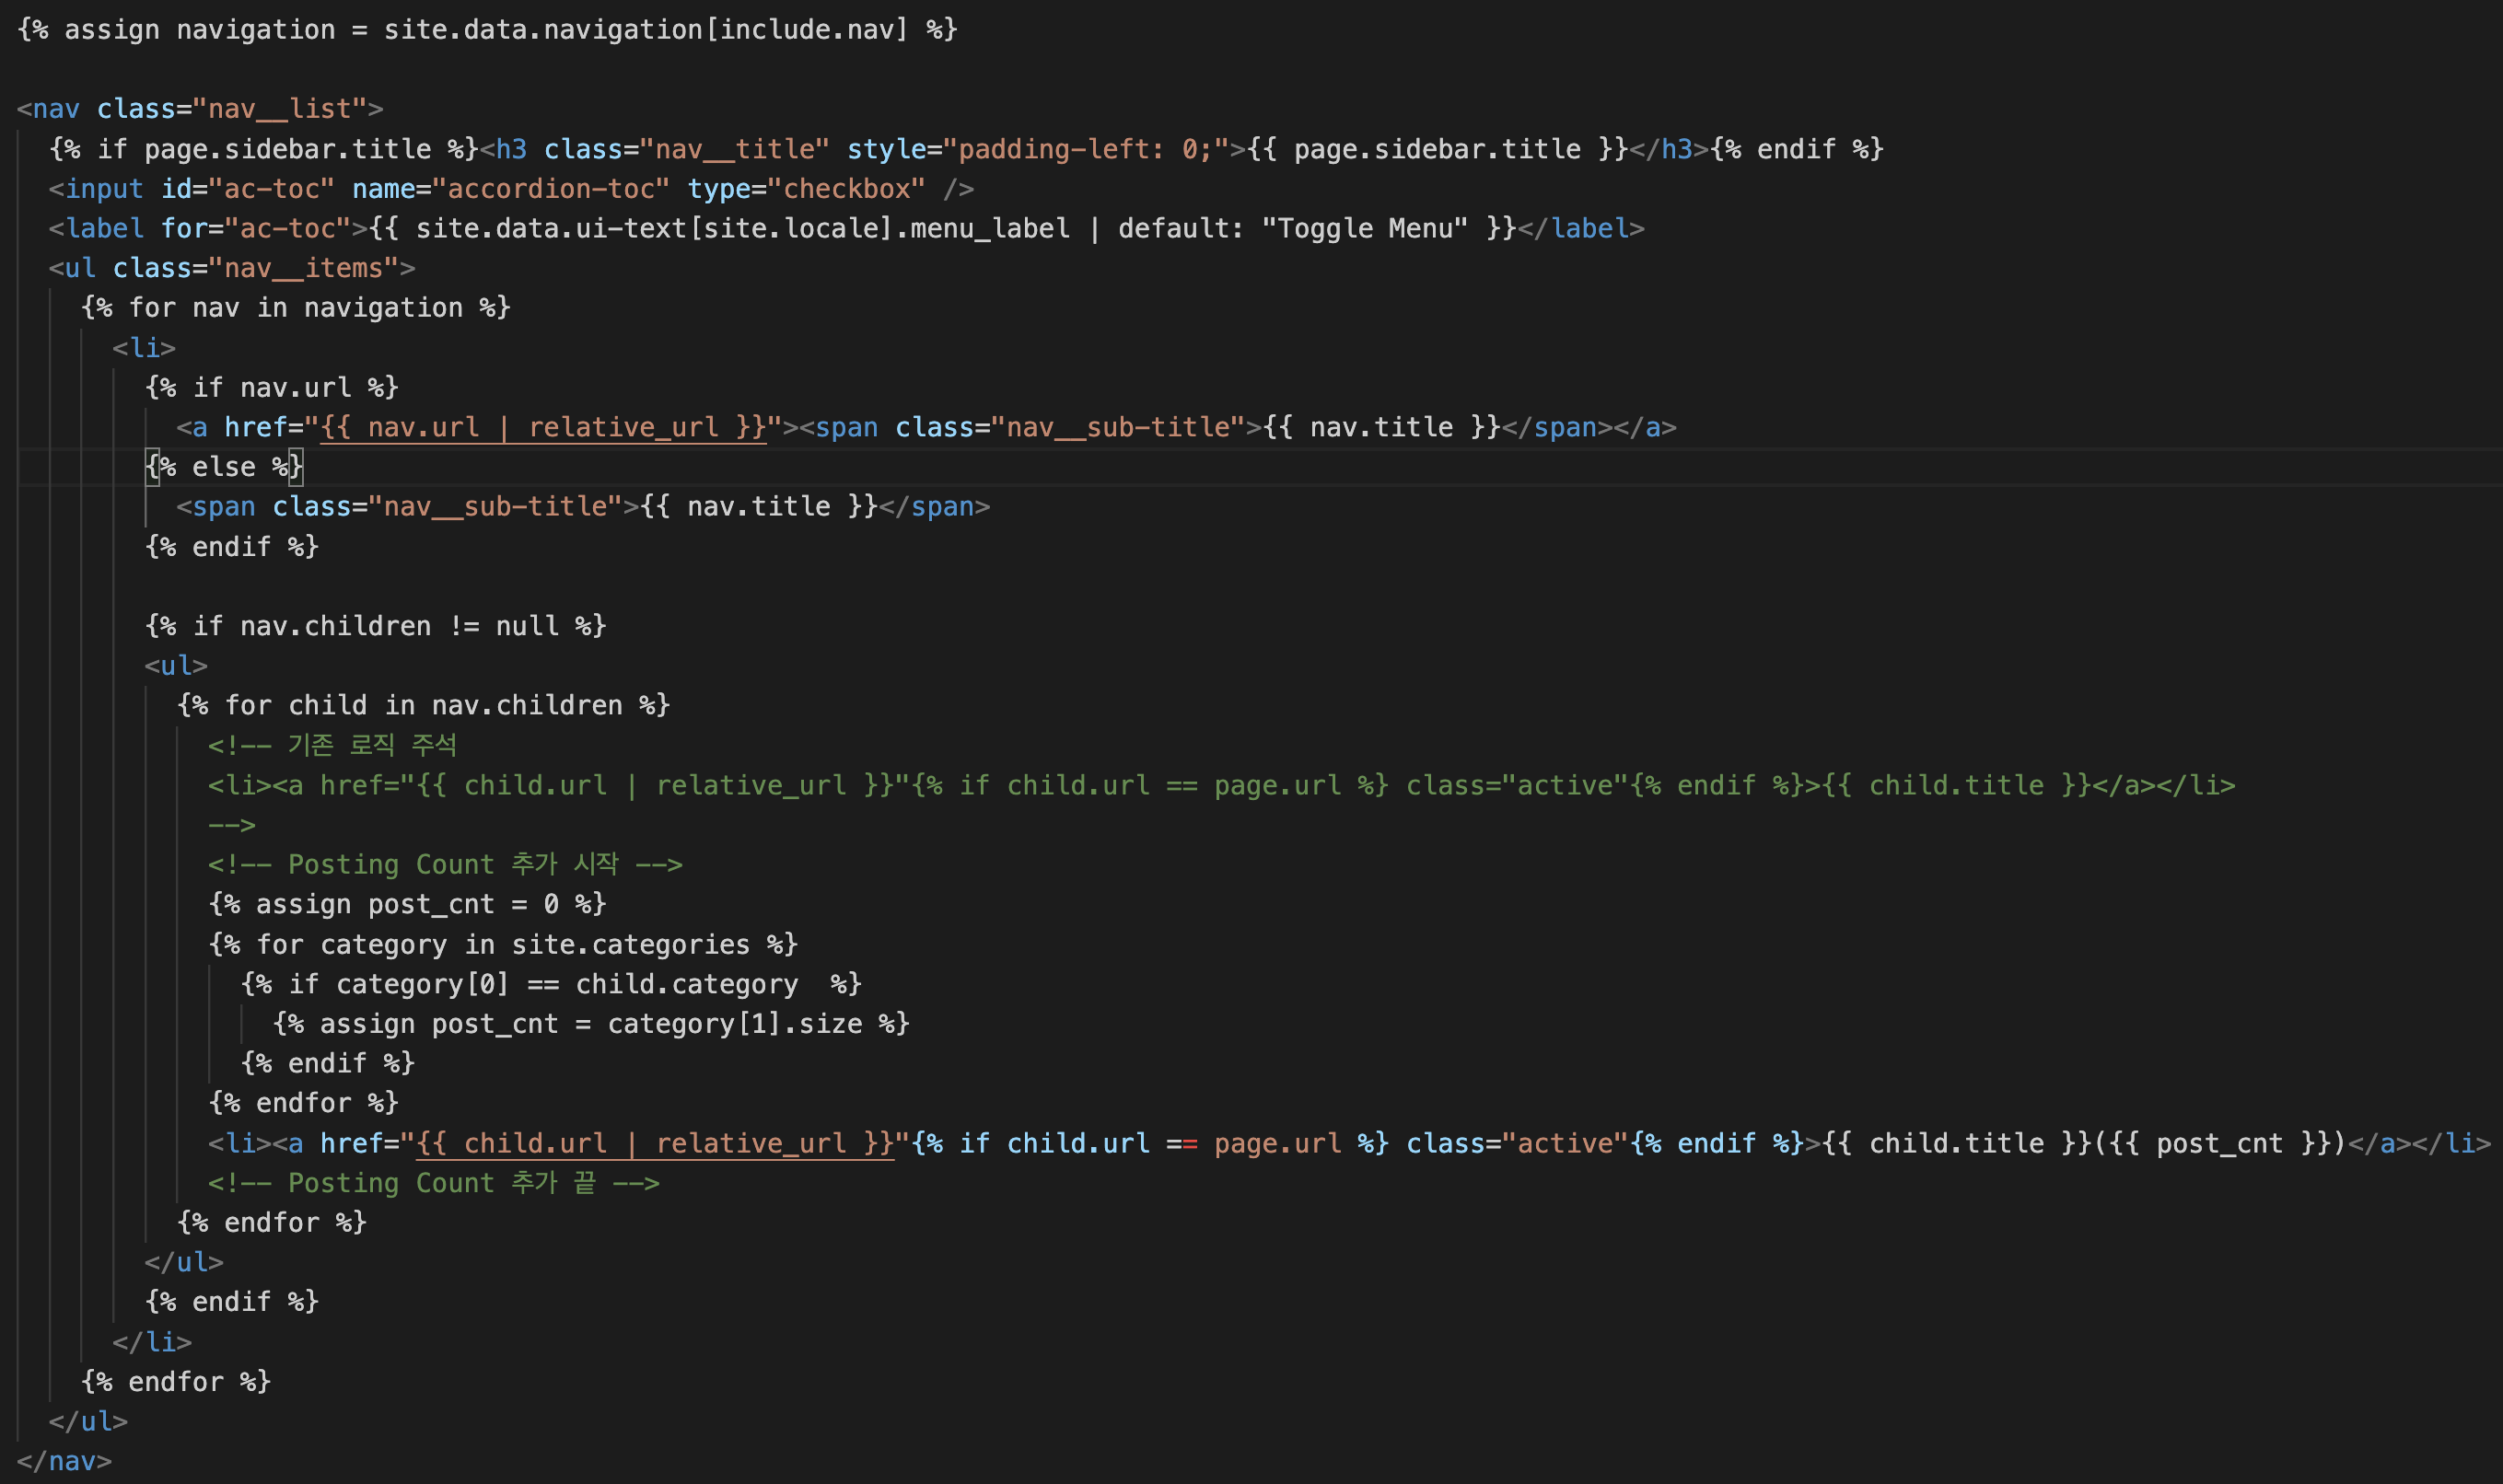 {% assign navigation = site.data.navigation[include.nav] %}

<nav class="nav__list">
  {% if page.sidebar.title %}<h3 class="nav__title" style="padding-left: 0;">{{ page.sidebar.title }}</h3>{% endif %}
  <input id="ac-toc" name="accordion-toc" type="checkbox" />
  <label for="ac-toc">{{ site.data.ui-text[site.locale].menu_label | default: "Toggle Menu" }}</label>
  <ul class="nav__items">
    {% for nav in navigation %}
      <li>
        {% if nav.url %}
          <a href="{{ nav.url | relative_url }}"><span class="nav__sub-title">{{ nav.title }}</span></a>
        {% else %}
          <span class="nav__sub-title">{{ nav.title }}</span>
        {% endif %}

        {% if nav.children != null %}
        <ul>
          {% for child in nav.children %}
            <!-- 기존 로직 주석
            <li><a href="{{ child.url | relative_url }}"{% if child.url == page.url %} class="active"{% endif %}>{{ child.title }}</a></li>
            -->
            <!-- Posting Count 추가 시작 -->
            {% assign post_cnt = 0 %}
            {% for category in site.categories %}
              {% if category[0] == child.category  %}
                {% assign post_cnt = category[1].size %}
              {% endif %}
            {% endfor %}
            <li><a href="{{ child.url | relative_url }}"{% if child.url == page.url %} class="active"{% endif %}>{{ child.title }}({{ post_cnt }})</a></li>
            <!-- Posting Count 추가 끝 -->
          {% endfor %}
        </ul>
        {% endif %}
      </li>
    {% endfor %}
  </ul>
</nav>